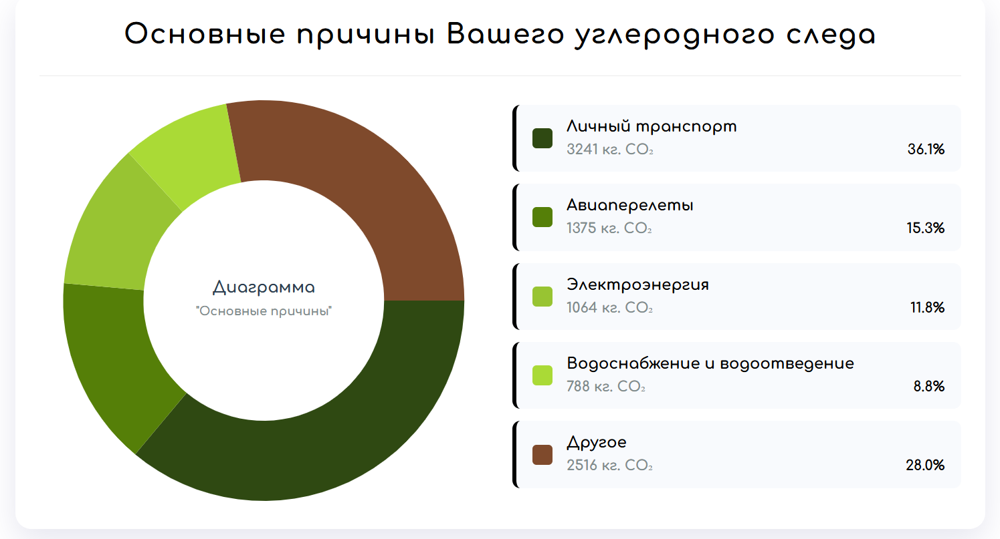 Основные причины Вашего углеродного следа
Диаграмма
"Основные причины"
Личный транспорт
3241 кг. CO₂
36.1%
Авиаперелеты
1375 кг. CO₂
15.3%
Электроэнергия
1064 кг. CO₂
11.8%
Водоснабжение и водоотведение
788 кг. CO₂
8.8%
Другое
2516 кг. CO₂
28.0%